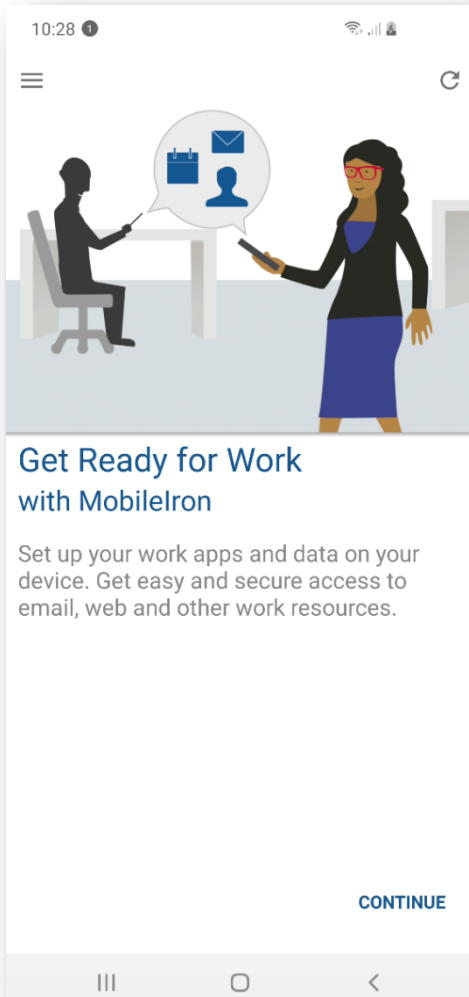 10:28 1
Get Ready for Work
with MobileIron
Set up your work apps and data on your
device. Get easy and secure access to
email, web and other work resources.
CONTINUE